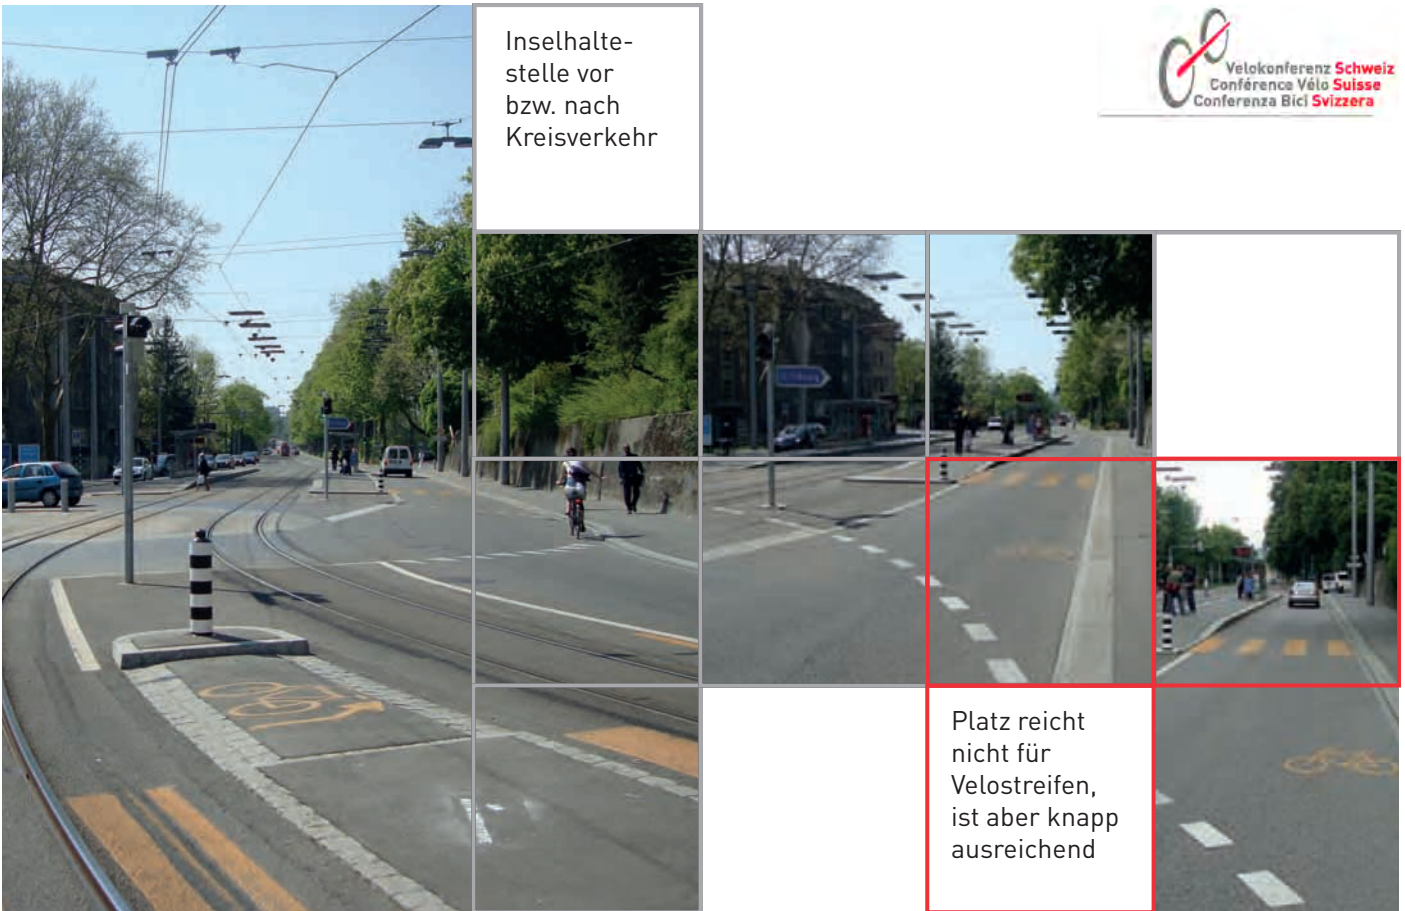 Inselhalte-
stelle vor
bzw. nach
Kreisverkehr
Velokonferenz Schweiz
Conférence Vélo Suisse
Conferenza Bici Svizzera
Platz reicht
nicht für
Velostreifen,
ist aber knapp
ausreichend